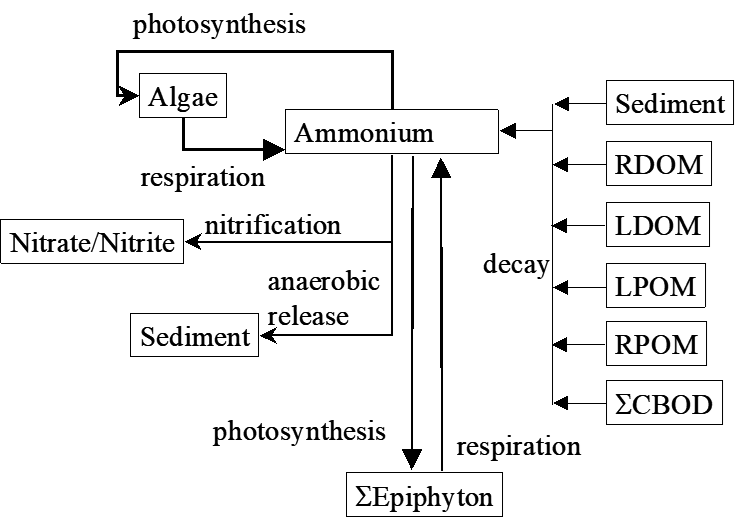 photosynthesis
Algae
Sediment
Ammonium
RDOM
respiration
LDOM
nitrification
Nitrate/Nitrite
decay
anaerobic
release
LPOM
Sediment
RPOM
ΣCBOD
photosynthesis
respiration
ΣEpiphyton